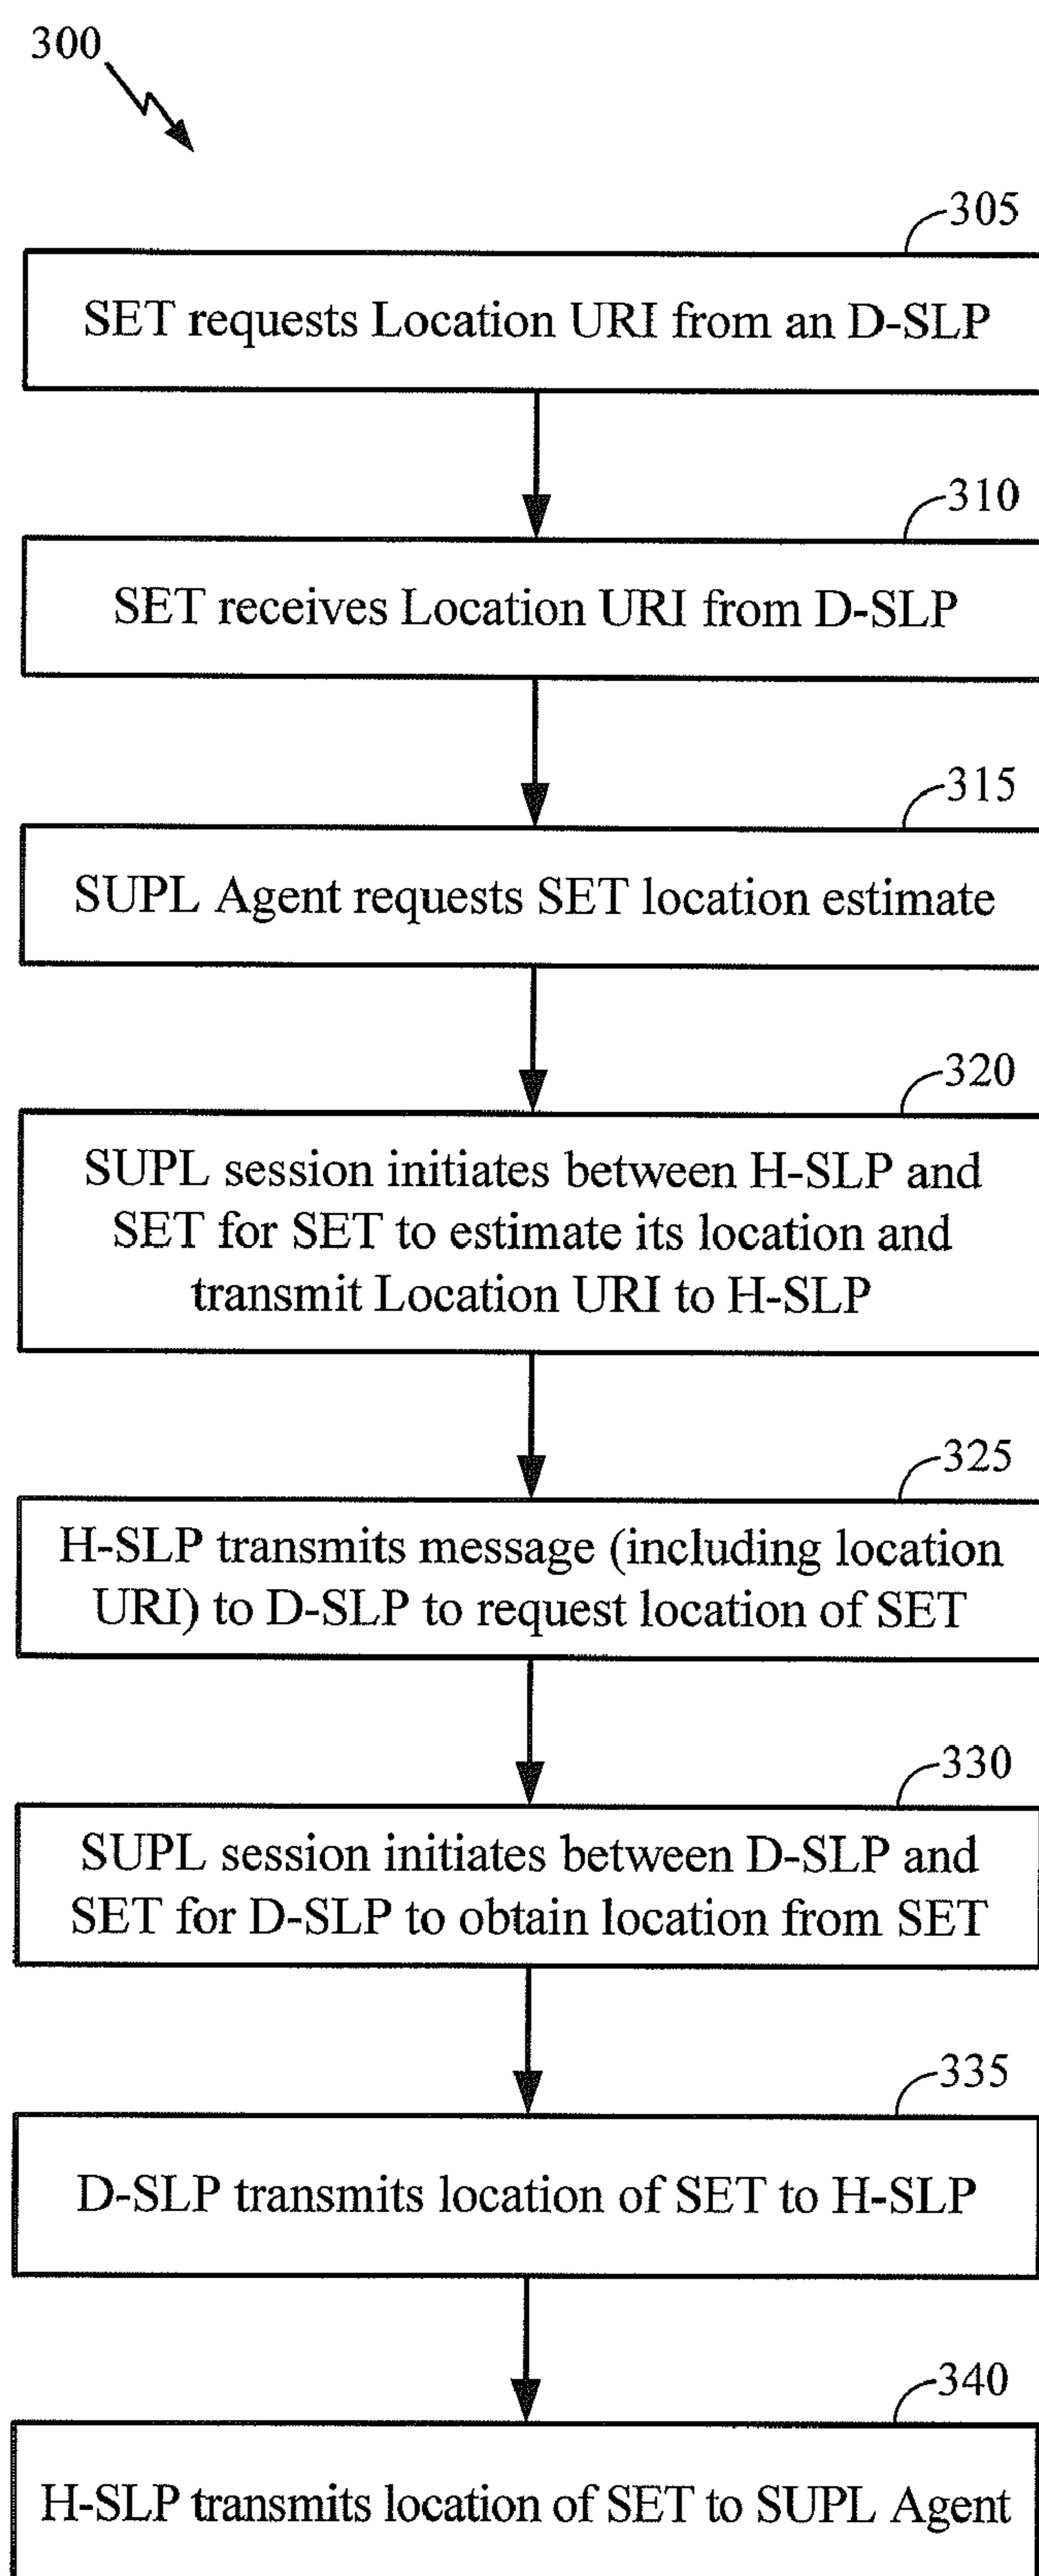 300
305
SET requests Location URI from an D-SLP
310
SET receives Location URI from D-SLP
315
SUPL Agent requests SET location estimate
320
SUPL session initiates between H-SLP and
SET for SET to estimate its location and
transmit Location URI to H-SLP
325
H-SLP transmits message (including location
URI) to D-SLP to request location of SET
330
SUPL session initiates between D-SLP and
SET for D-SLP to obtain location from SET
335
D-SLP transmits location of SET to H-SLP
340
H-SLP transmits location of SET to SUPL Agent